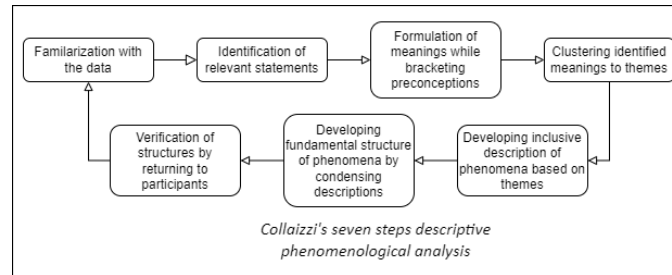 Familarization with
the data
Identification of
relevant statements
Formulation of
meanings while
bracketing
preconceptions
Clustering identified
meanings to themes
Developing inclusive
description of
phenomena based on
themes
Developing
fundamental structure
of phenomena by
condensing
descriptions
Verification of
structures by
returning to
participants
Collaizzi's seven steps descriptive
phenomenological analysis